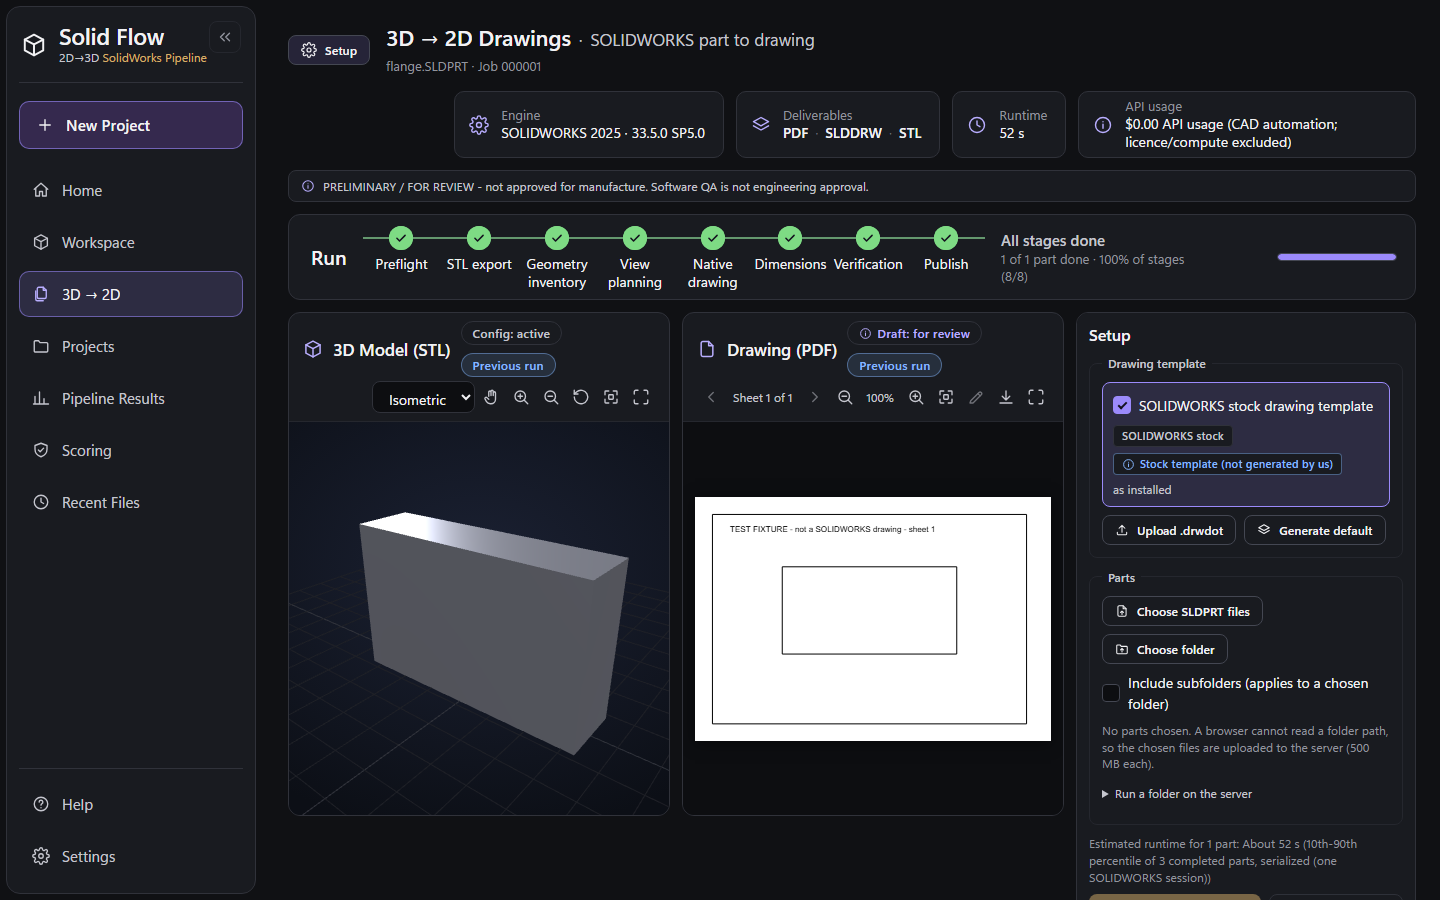 Solid Flow
2D→3D SolidWorks Pipeline
New Project
Home
Workspace
3D → 2D
Projects
Pipeline Results
Scoring
Recent Files
Help
Settings
Setup
3D → 2D Drawings · SOLIDWORKS part to drawing
flange.SLDPRT · Job 000001
Engine
SOLIDWORKS 2025 · 33.5.0 SP5.0
Deliverables
PDF · SLDDRW · STL
Runtime
52 s
API usage
$0.00 API usage (CAD automation;
licence/compute excluded)
PRELIMINARY / FOR REVIEW - not approved for manufacture. Software QA is not engineering approval.
Run
Preflight
STL export
Geometry
inventory
View
planning
Native
drawing
Dimensions
Verification
Publish
All stages done
1 of 1 part done · 100% of stages
(8/8)
3D Model (STL)
Config: active
Previous run
Isometric
Drawing (PDF)
Draft: for review
Previous run
Sheet 1 of 1
100%
TEST FIXTURE - not a SOLIDWORKS drawing - sheet 1
Setup
Drawing template
SOLIDWORKS stock drawing template
SOLIDWORKS stock
Stock template (not generated by us)
as installed
Upload .drwdot
Generate default
Parts
Choose SLDPRT files
Choose folder
Include subfolders (applies to a chosen
folder)
No parts chosen. A browser cannot read a folder path,
so the chosen files are uploaded to the server (500
MB each).
Run a folder on the server
Estimated runtime for 1 part: About 52 s (10th-90th
percentile of 3 completed parts, serialized (one
SOLIDWORKS session))